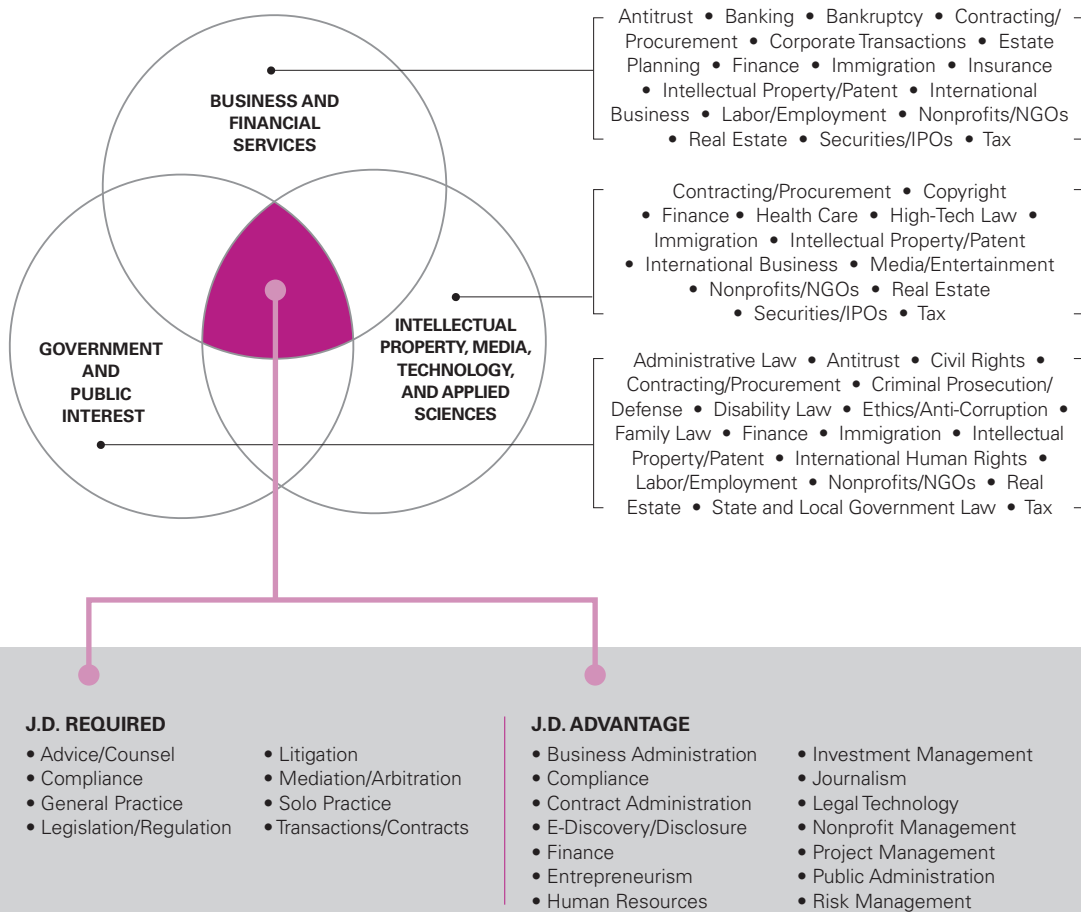 BUSINESS AND
FINANCIAL
SERVICES
GOVERNMENT
AND
PUBLIC
INTEREST
INTELLECTUAL
PROPERTY, MEDIA,
TECHNOLOGY,
AND APPLIED
SCIENCES
Antitrust • Banking • Bankruptcy • Contracting/
Procurement • Corporate Transactions • Estate
Planning • Finance • Immigration • Insurance
• Intellectual Property/Patent • International
Business • Labor/Employment • Nonprofits/NGOs
• Real Estate • Securities/IPOs • Tax
Contracting/Procurement • Copyright
• Finance • Health Care • High-Tech Law •
Immigration • Intellectual Property/Patent
• International Business • Media/Entertainment
• Nonprofits/NGOs • Real Estate
• Securities/IPOs • Tax
Administrative Law • Antitrust • Civil Rights •
Contracting/Procurement • Criminal Prosecution/
Defense • Disability Law • Ethics/Anti-Corruption •
Family Law • Finance • Immigration • Intellectual
Property/Patent • International Human Rights •
Labor/Employment • Nonprofits/NGOs • Real
Estate • State and Local Government Law • Tax
J.D. REQUIRED
• Advice/Counsel
• Compliance
• General Practice
• Legislation/Regulation
• Litigation
• Mediation/Arbitration
• Solo Practice
• Transactions/Contracts
J.D. ADVANTAGE
• Business Administration
• Compliance
• Contract Administration
• E-Discovery/Disclosure
• Finance
• Entrepreneurism
• Human Resources
• Investment Management
• Journalism
• Legal Technology
• Nonprofit Management
• Project Management
• Public Administration
• Risk Management